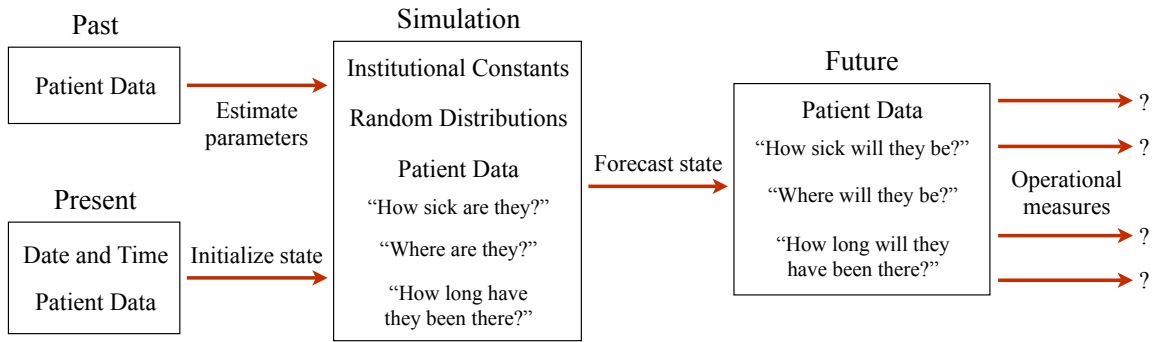 Past
Patient Data
Estimate
parameters
Present
Date and Time
Patient Data
Initialize state
Simulation
Institutional Constants
Random Distributions
Patient Data
“How sick are they?”
“Where are they?”
“How long have
they been there?”
Forecast state
Future
Patient Data
“How sick will they be?”
“Where will they be?”
“How long will they
have been there?”
?
?
Operational
measures
?
?